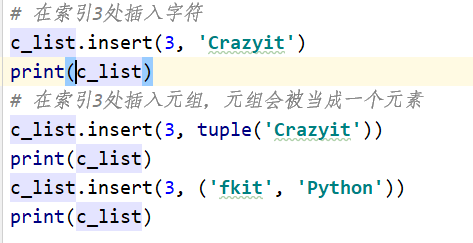 # 在索引3处插入字符
c_list.insert(3, 'Crazyit')
print(c_list)
# 在索引3处插入元组，元组会被当成一个元素
c_list.insert(3, tuple('Crazyit'))
print(c_list)
c_list.insert(3, ('fkit', 'Python'))
print(c_list)